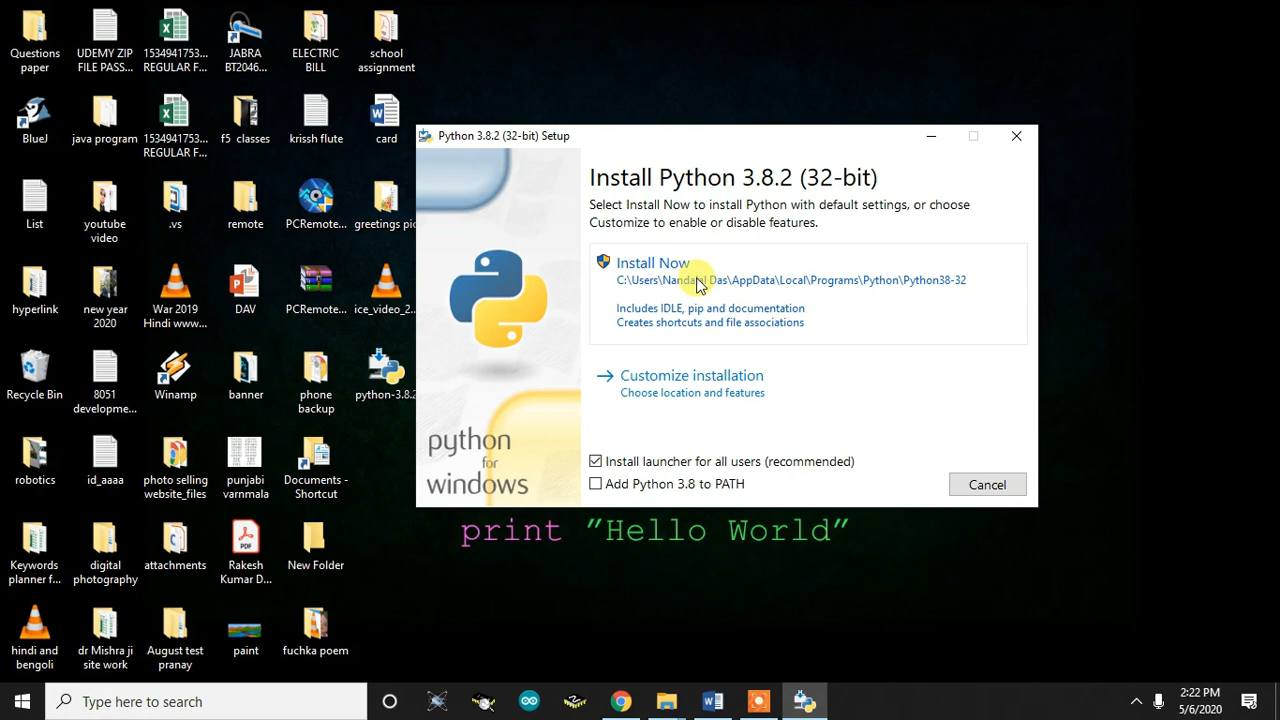 Questions
paper
UDEMY ZIP
FILE PASS...
1534941753...
REGULAR F...
JABRA
BT2046...
ELECTRIC
BILL
school
assignment
BlueJ
java program
1534941753...
REGULAR F...
f5 classes
krissh flute
card
List
youtube
video
.vs
remote
PCRemote...
greetings pic
hyperlink
new year
2020
War 2019
Hindi www...
DAV
PCRemote...
ice_video_2...
Recycle Bin
8051
developme...
Winamp
banner
phone
backup
python-3.8.2
robotics
id_aaaa
photo selling
website_files
punjabi
varnmala
Documents -
Shortcut
Keywords
planner f...
digital
photography
attachments
Rakesh
Kumar D...
New Folder
hindi and
bengoli
dr Mishra ji
site work
August test
pranay
paint
fuchka poem
Python 3.8.2 (32-bit) Setup
Install Python 3.8.2 (32-bit)
Select Install Now to install Python with default settings, or choose
Customize to enable or disable features.
Install Now
C:\Users\Nandalal Das\AppData\Local\Programs\Python\Python38-32
Includes IDLE, pip and documentation
Creates shortcuts and file associations
Customize installation
Choose location and features
Install launcher for all users (recommended)
Add Python 3.8 to PATH
Cancel
python
for
windows
print ”Hello World”
Type here to search
2:22 PM
5/6/2020